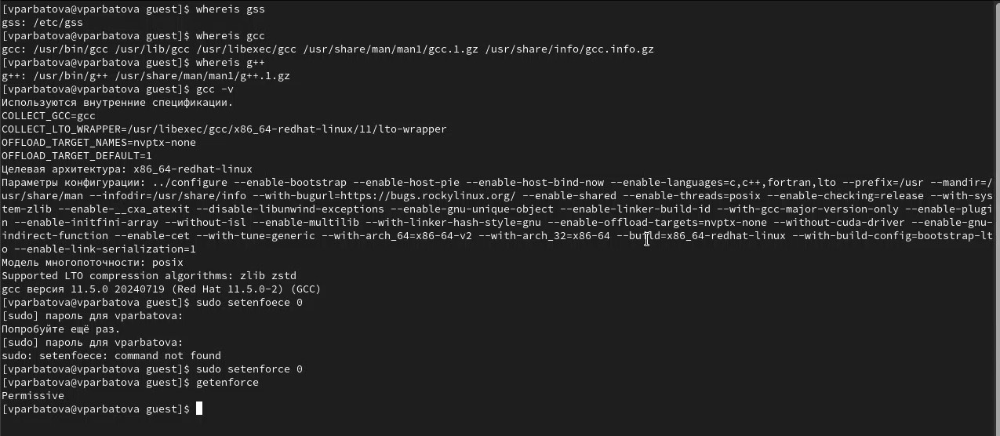 [vparbatova@vparbatova guest]$ whereis gss
gss: /etc/gss
[vparbatova@vparbatova guest]$ whereis gcc
gcc: /usr/bin/gcc /usr/lib/gcc /usr/libexec/gcc /usr/share/man/man1/gcc.1.gz /usr/share/info/gcc.info.gz
[vparbatova@vparbatova guest]$ whereis g++
g++: /usr/bin/g++ /usr/share/man/man1/g++.1.gz
[vparbatova@vparbatova guest]$ gcc -v
Используются внутренние спецификации.
COLLECT_GCC=gcc
COLLECT_LTO_WRAPPER=/usr/libexec/gcc/x86_64-redhat-linux/11/lto-wrapper
OFFLOAD_TARGET_NAMES=nvptx-none
OFFLOAD_TARGET_DEFAULT=1
Целевая архитектура: x86_64-redhat-linux
Параметры конфигурации: ../configure --enable-bootstrap --enable-host-pie --enable-host-bind-now --enable-languages=c,c++,fortran,lto --prefix=/usr --mandir=/
usr/share/man --infodir=/usr/share/info --with-bugurl=https://bugs.rockylinux.org/ --enable-shared --enable-threads=posix --enable-checking=release --with-sys
tem-zlib --enable-__cxa_atexit --disable-libunwind-exceptions --enable-gnu-unique-object --enable-linker-build-id --with-gcc-major-version-only --enable-plugi
n --enable-initfini-array --without-isl --enable-multilib --with-linker-hash-style=gnu --enable-offload-targets=nvptx-none --without-cuda-driver --enable-gnu-
indirect-function --enable-cet --with-tune=generic --with-arch_64=x86-64-v2 --with-arch_32=x86-64 --build=x86_64-redhat-linux --with-build-config=bootstrap-lt
o --enable-link-serialization=1
Модель многопоточности: posix
Supported LTO compression algorithms: zlib zstd
gcc версия 11.5.0 20240719 (Red Hat 11.5.0-2) (GCC)
[vparbatova@vparbatova guest]$ sudo setenfoece 0
[sudo] пароль для vparbatova:
Попробуйте ещё раз.
[sudo] пароль для vparbatova:
sudo: setenfoece: command not found
[vparbatova@vparbatova guest]$ sudo setenforce 0
[vparbatova@vparbatova guest]$ getenforce
Permissive
[vparbatova@vparbatova guest]$